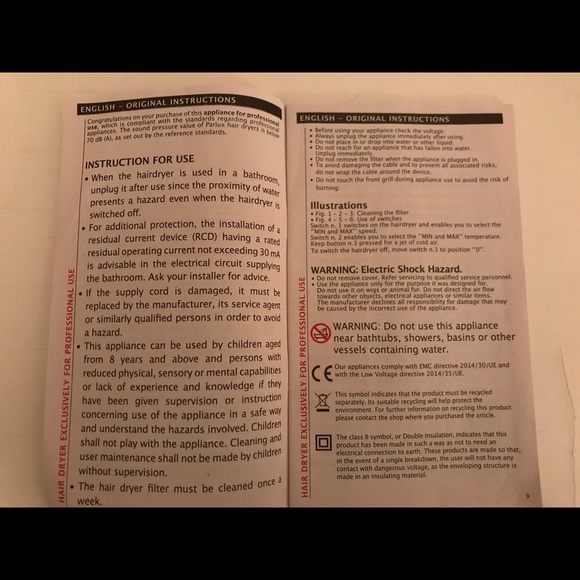 ENGLISH – ORIGINAL INSTRUCTIONS
Congratulations on your purchase of this appliance for professional
use, which is compliant with the standards regarding professional
appliances. The sound pressure value of Parlux hair dryers is below
70 dB (A), as set out by the reference standards.
INSTRUCTION FOR USE
• When the hairdryer is used in a bathroom,
unplug it after use since the proximity of water
presents a hazard even when the hairdryer is
switched off.
• For additional protection, the installation of a
residual current device (RCD) having a rated
residual operating current not exceeding 30 mA
is advisable in the electrical circuit supplying
the bathroom. Ask your installer for advice.
• If the supply cord is damaged, it must be
replaced by the manufacturer, its service agent
or similarly qualified persons in order to avoid
a hazard.
• This appliance can be used by children aged
from 8 years and above and persons with
reduced physical, sensory or mental capabilities
or lack of experience and knowledge if they
have been given supervision or instruction
concerning use of the appliance in a safe way
and understand the hazards involved. Children
shall not play with the appliance. Cleaning and
user maintenance shall not be made by children
without supervision.
• The hair dryer filter must be cleaned once a
week.
HAIR DRYER EXCLUSIVELY FOR PROFESSIONAL USE
ENGLISH – ORIGINAL INSTRUCTIONS
• Before using your appliance check the voltage.
• Always unplug the appliance immediately after using.
• Do not place in or drop into water or other liquid.
• Do not reach for an appliance that has fallen into water.
Unplug immediately.
• Do not remove the filter when the appliance is plugged in.
• To avoid damaging the cable and to prevent all associated risks,
do not wrap the cable around the device.
• Do not touch the front grill during appliance use to avoid the risk of
burning.
Illustrations
• Fig. 1 – 2 – 3: Cleaning the filter
• Fig. 4 – 5 – 6: Use of switches
Switch n. 1 switches on the hairdryer and enables you to select the
"MIN and MAX" speed.
Switch n. 2 enables you to select the "MIN and MAX" temperature.
Keep button n.3 pressed for a jet of cold air.
To switch the hairdryer off, move switch n.1 to position "0".
WARNING: Electric Shock Hazard.
• Do not remove cover. Refer servicing to qualified service personnel.
• Use the appliance only for the purpose it was designed for.
Do not use it on wigs or animal fur. Do not direct the air flow
towards other objects, electrical appliances or similar items.
The manufacturer declines all responsibility for damage that may
be caused by the incorrect use of the appliance.
WARNING: Do not use this appliance
near bathtubs, showers, basins or other
vessels containing water.
CE
Our appliances comply with EMC directive 2014/30/UE and
with the Low Voltage directive 2014/35/UE.
This symbol indicates that the product must be recycled
separately. Its suitable recycling will help protect the
environment. For further information on recycling this product
please contact the shop where you purchased the article.
The class II symbol, or Double Insulation, indicates that this
product has been made in such a way as not to need an
electrical connection to earth. These products are made so that,
in the event of a single breakdown, the user will not have any
contact with dangerous voltage, as the enveloping structure is
made in an insulating material.
HAIR DRYER EXCLUSIVELY FOR PROFESSIONAL USE